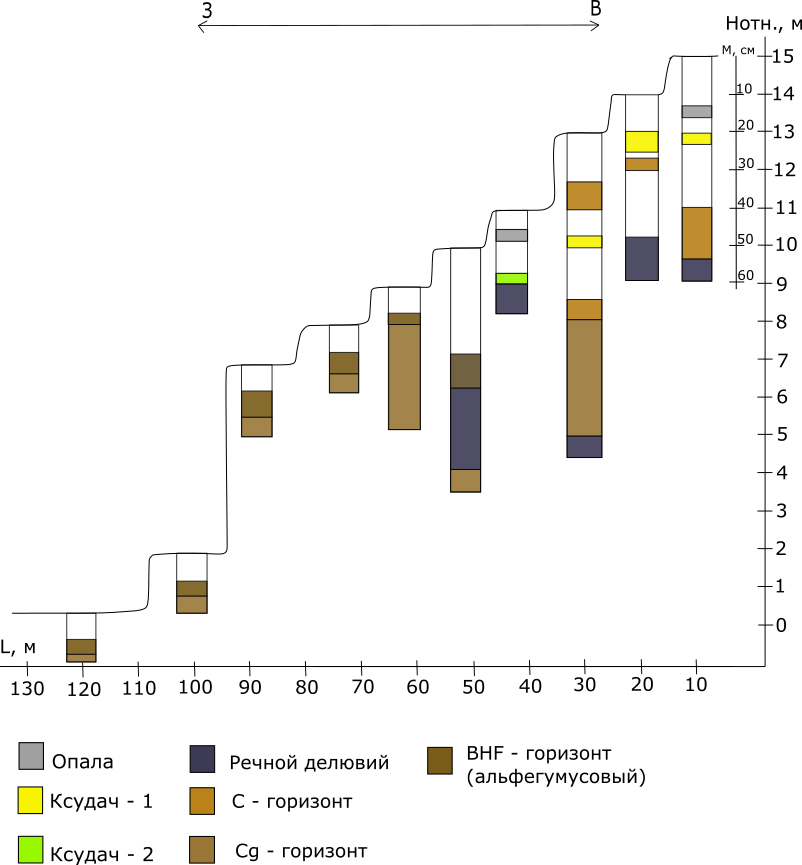 З В
Нотн., м
М, см
15
10
14
20
13
30
12
40
11
50
10
60
9
8
7
6
5
4
3
2
1
0
L, м
130 120 110 100 90 80 70 60 50 40 30 20 10
Опала Речной делювий BHF - горизонт
(альфегумусовый)
Ксудач - 1 С - горизонт
Ксудач - 2 Cg - горизонт